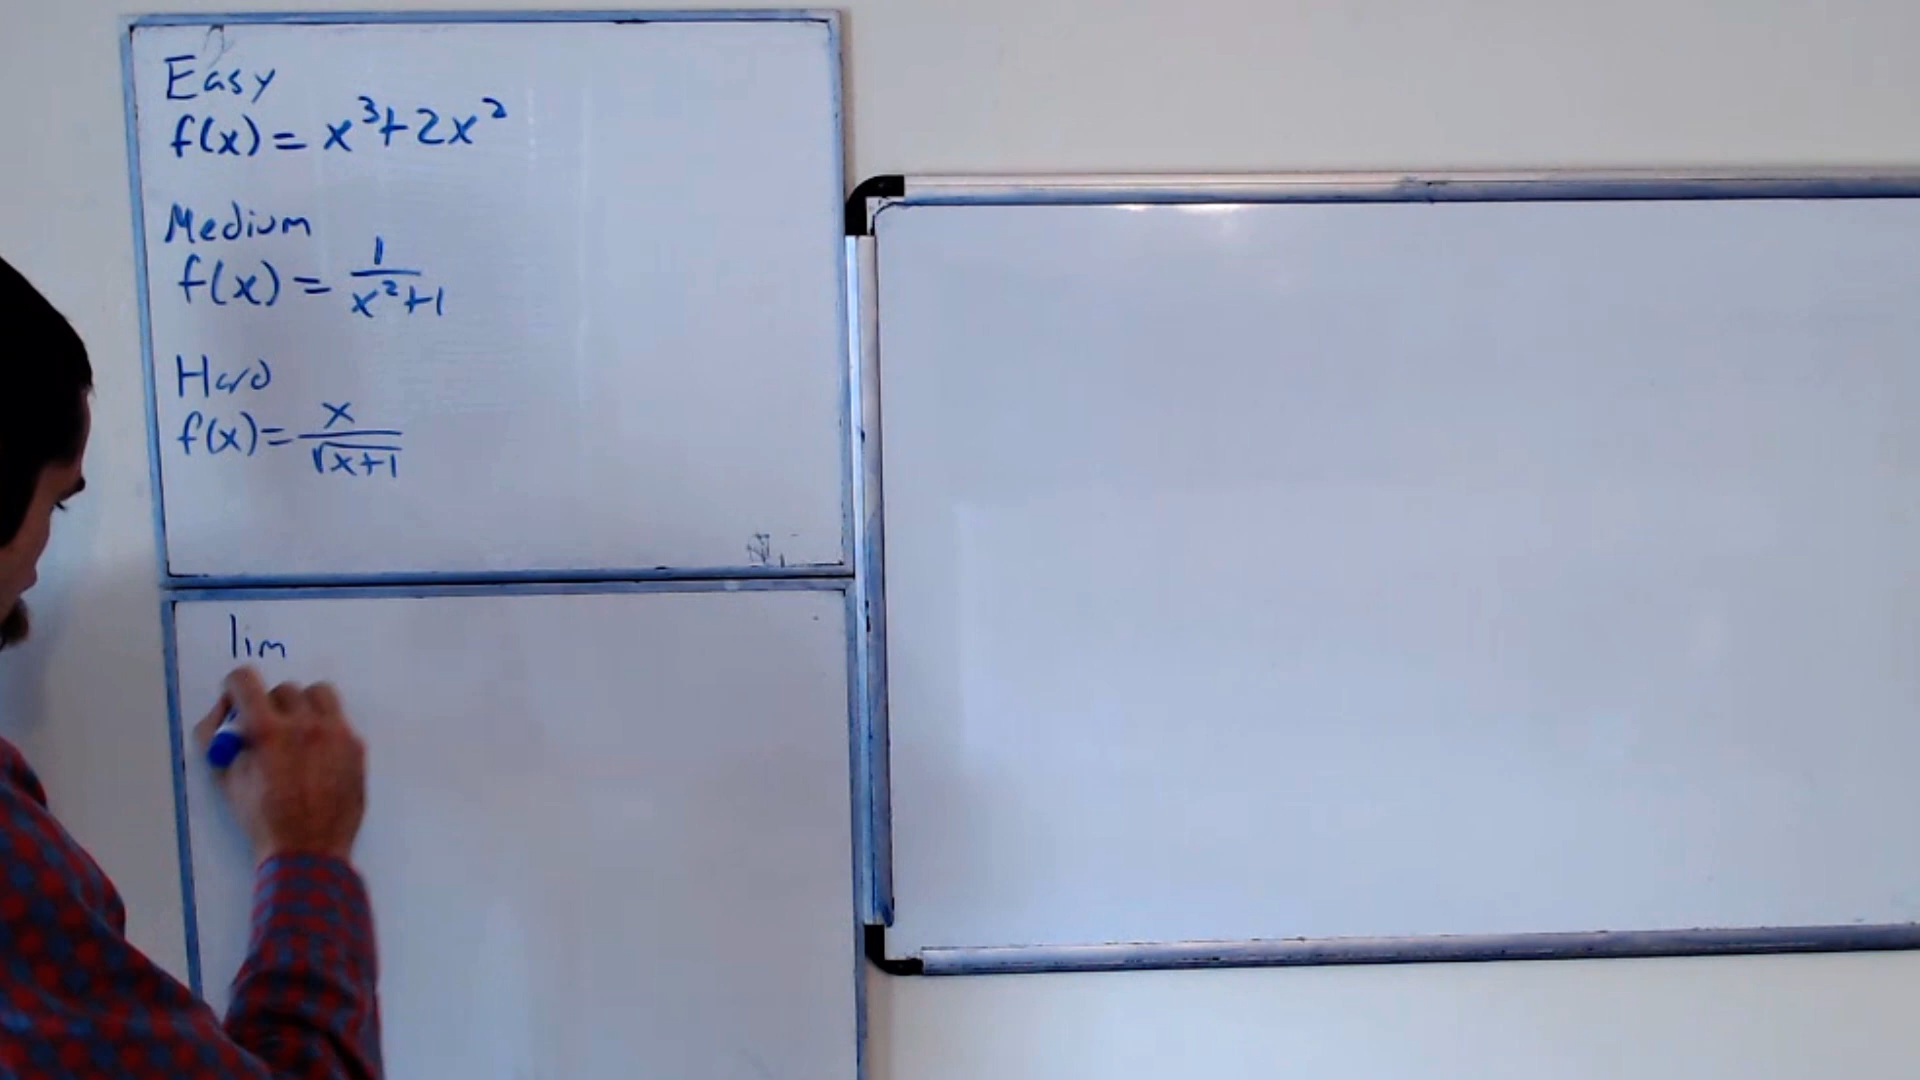 Easy
f(x) = x³+2x²
Medium
f(x) = 1/(x²+1)
Hard
f(x) = x/√(x+1)
lim